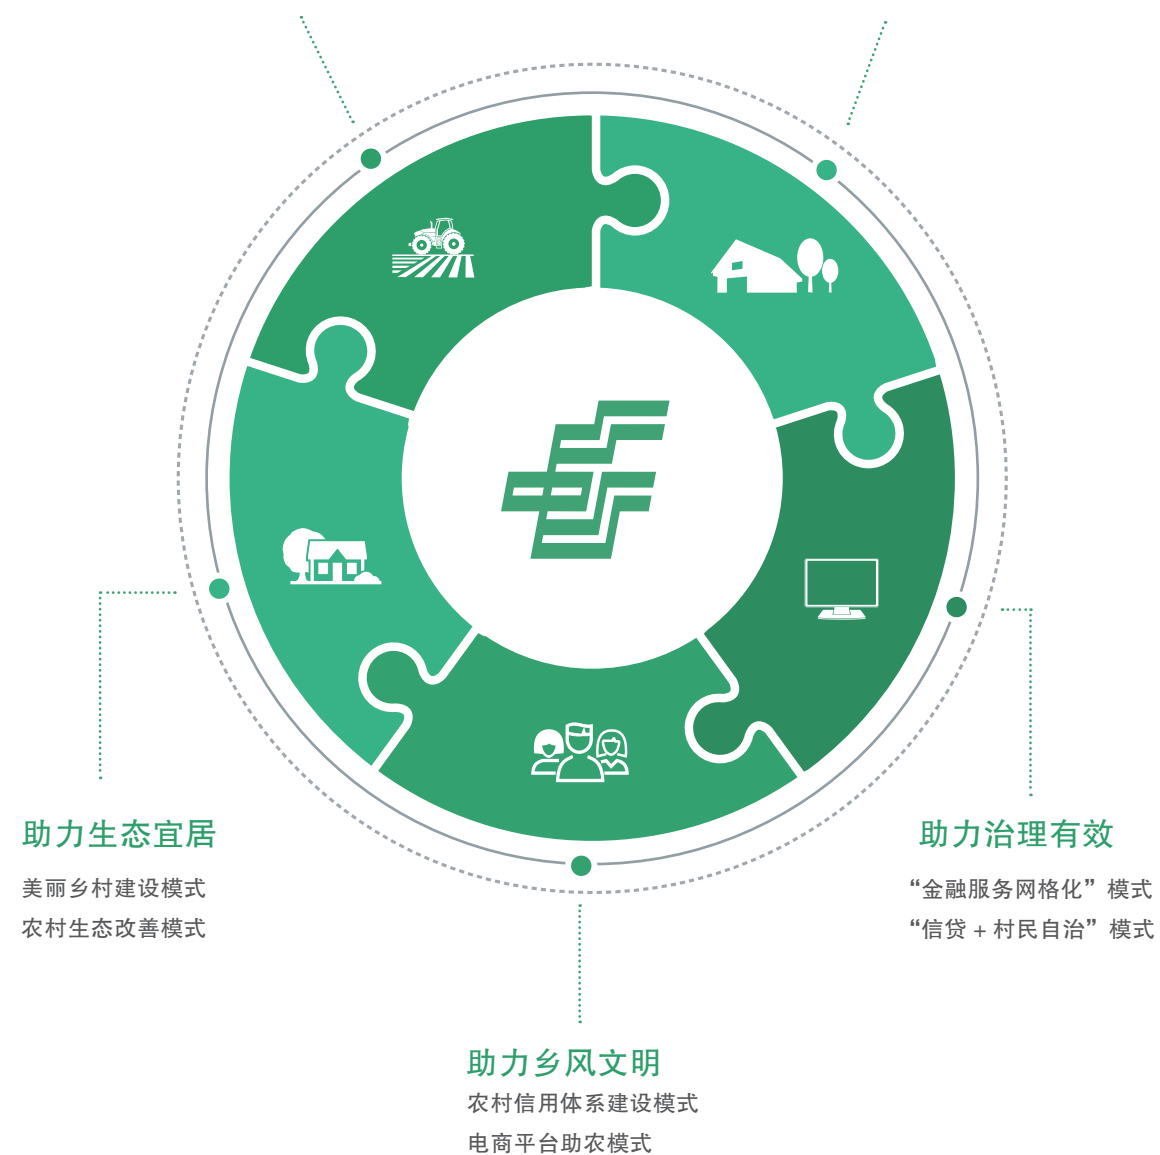 助力生态宜居
美丽乡村建设模式
农村生态改善模式
助力治理有效
“金融服务网格化”模式
“信贷+村民自治”模式
助力乡风文明
农村信用体系建设模式
电商平台助农模式